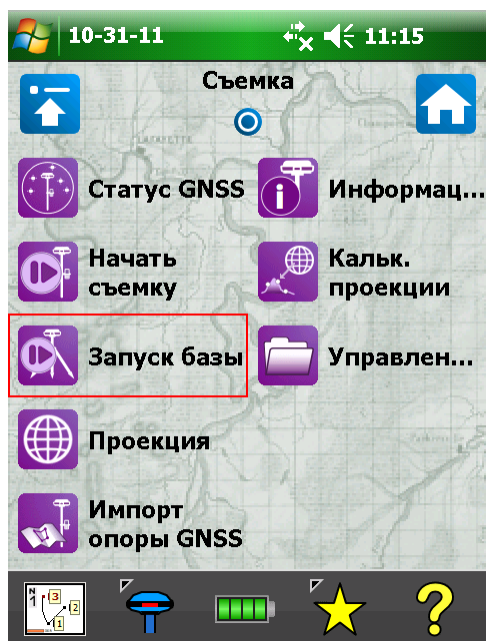 10-31-11 11:15
Съемка
Статус GNSS
Информац...
Начать
съемку
Кальк.
проекции
Запуск базы
Управлен...
Проекция
Импорт
опоры GNSS